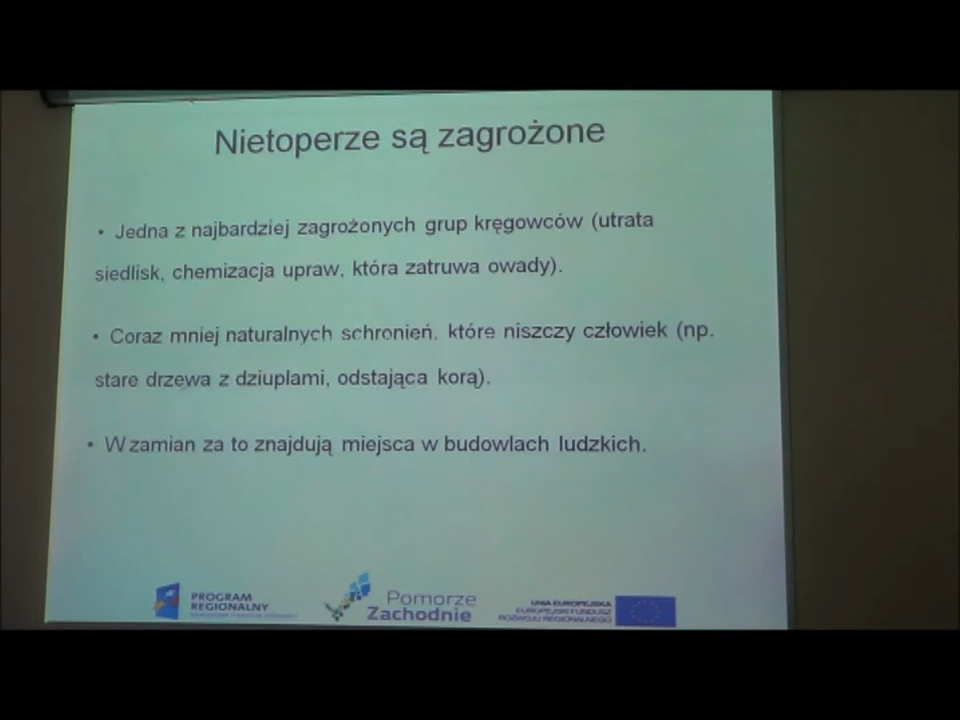 Nietoperze są zagrożone
• Jedna z najbardziej zagrożonych grup kręgowców (utrata
siedlisk, chemizacja upraw, która zatruwa owady).
• Coraz mniej naturalnych schronień, które niszczy człowiek (np.
stare drzewa z dziuplami, odstająca korą).
• W zamian za to znajdują miejsca w budowlach ludzkich.
PROGRAM
REGIONALNY
Pomorze
Zachodnie
UNIA EUROPEJSKA
EUROPEJSKI FUNDUSZ
ROZWOJU REGIONALNEGO